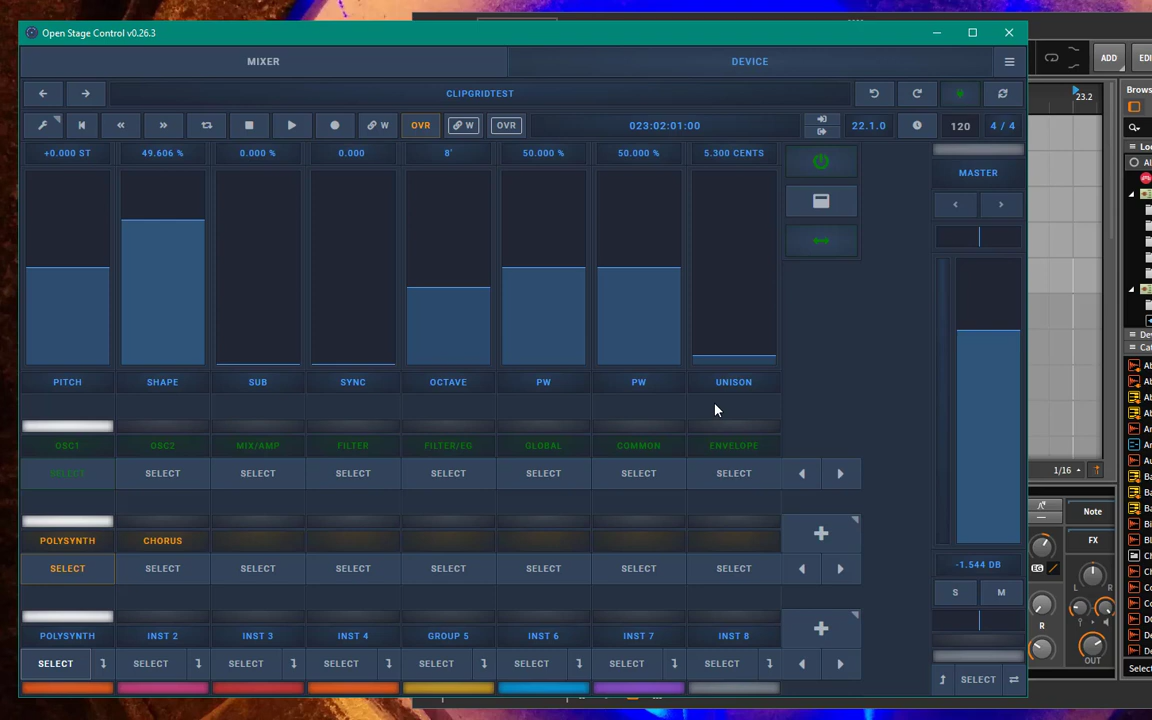 Open Stage Control v0.26.3
MIXER
DEVICE
CLIPGRIDTEST
W
OVR
W
OVR
023:02:01:00
22.1.0
120
4 / 4
ADD
23.2
+0.000 ST
49.606 %
0.000 %
0.000
8'
50.000 %
50.000 %
5.300 CENTS
MASTER
PITCH
SHAPE
SUB
SYNC
OCTAVE
PW
PW
UNISON
OSC1
OSC2
MIX/AMP
FILTER
FILTER/EG
GLOBAL
COMMON
ENVELOPE
SELECT
SELECT
SELECT
SELECT
SELECT
SELECT
SELECT
SELECT
1/16
POLYSYNTH
CHORUS
SELECT
SELECT
SELECT
SELECT
SELECT
SELECT
SELECT
SELECT
-1.544 DB
S
M
POLYSYNTH
INST 2
INST 3
INST 4
GROUP 5
INST 6
INST 7
INST 8
SELECT
SELECT
SELECT
SELECT
SELECT
SELECT
SELECT
SELECT
SELECT
Note
FX
EG
L
R
R
OUT